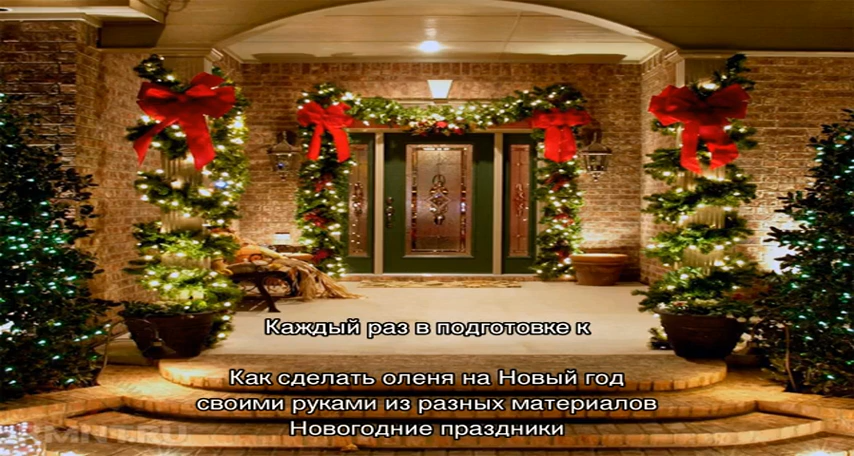 Каждый раз в подготовке к
Как сделать оленя на Новый год
своими руками из разных материалов
Новогодние праздники